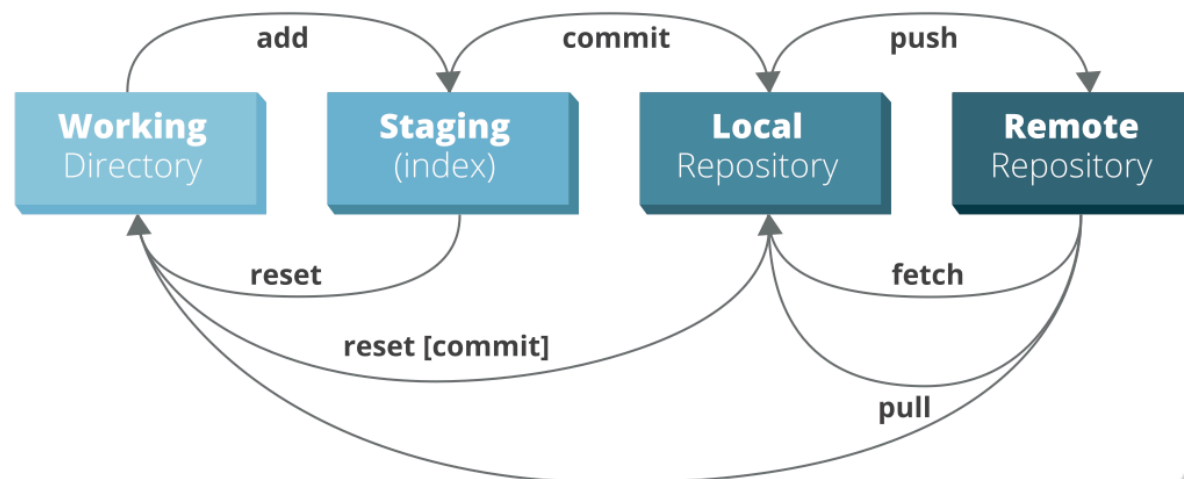 add
commit
push
Working
Directory
Staging
(index)
Local
Repository
Remote
Repository
reset
fetch
reset [commit]
pull